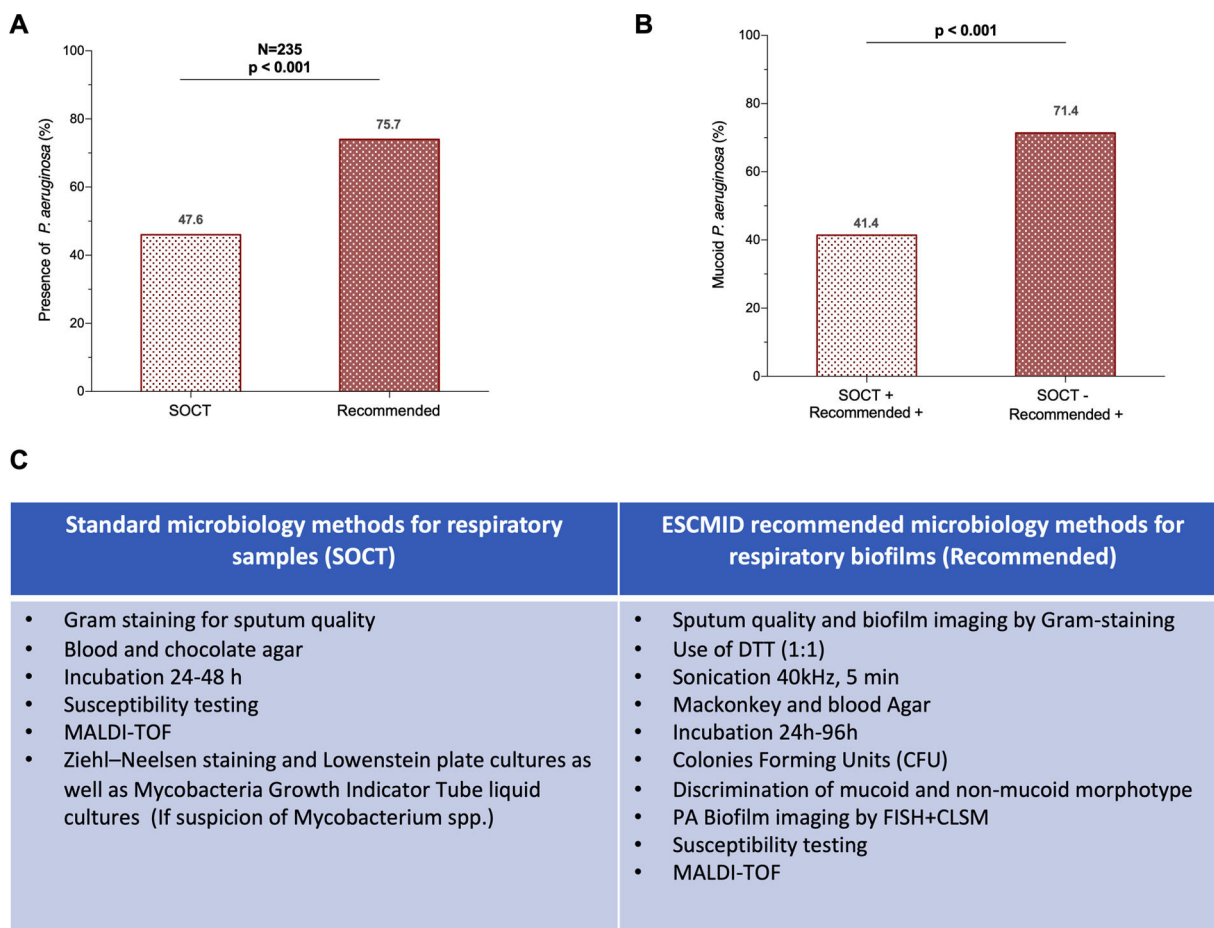 A
N=235
p < 0.001
100
80
60
40
20
0
Presence of P. aeruginosa (%)
47.6
75.7
SOCT
Recommended
B
p < 0.001
100
80
60
40
20
0
Mucoid P. aeruginosa (%)
41.4
71.4
SOCT +
Recommended +
SOCT -
Recommended +
C
Standard microbiology methods for respiratory
samples (SOCT)
• Gram staining for sputum quality
• Blood and chocolate agar
• Incubation 24-48 h
• Susceptibility testing
• MALDI-TOF
• Ziehl–Neelsen staining and Lowenstein plate cultures as
well as Mycobacteria Growth Indicator Tube liquid
cultures (If suspicion of Mycobacterium spp.)
ESCMID recommended microbiology methods for
respiratory biofilms (Recommended)
• Sputum quality and biofilm imaging by Gram-staining
• Use of DTT (1:1)
• Sonication 40kHz, 5 min
• Mackonkey and blood Agar
• Incubation 24h-96h
• Colonies Forming Units (CFU)
• Discrimination of mucoid and non-mucoid morphotype
• PA Biofilm imaging by FISH+CLSM
• Susceptibility testing
• MALDI-TOF